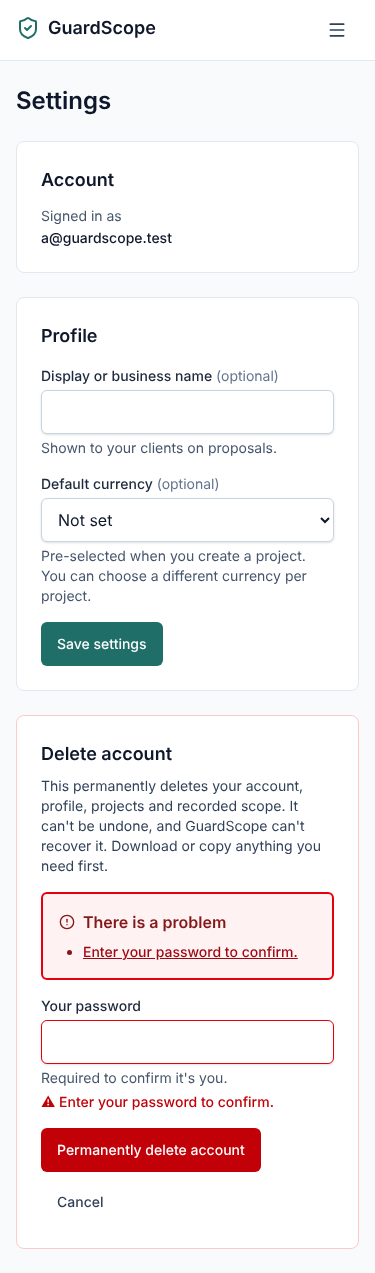 GuardScope
Settings
Account
Signed in as
a@guardscope.test
Profile
Display or business name (optional)
Shown to your clients on proposals.
Default currency (optional)
Not set
Pre-selected when you create a project.
You can choose a different currency per
project.
Save settings
Delete account
This permanently deletes your account,
profile, projects and recorded scope. It
can't be undone, and GuardScope can't
recover it. Download or copy anything you
need first.
There is a problem
• Enter your password to confirm.
Your password
Required to confirm it's you.
Enter your password to confirm.
Permanently delete account
Cancel